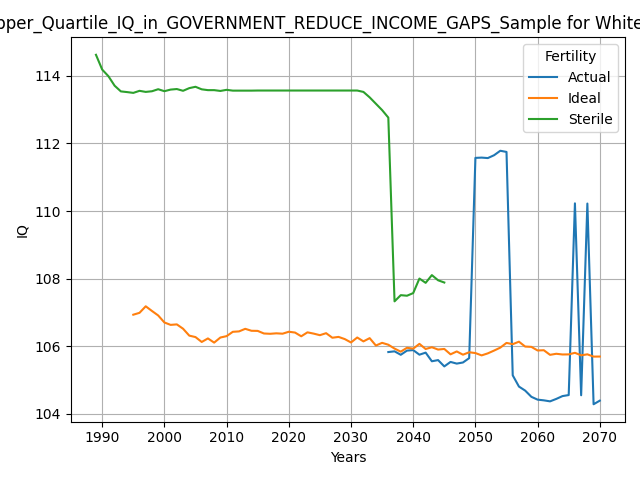 pper_Quartile_IQ_in_GOVERNMENT_REDUCE_INCOME_GAPS_Sample for White
Fertility
Actual
Ideal
Sterile
IQ
114
112
110
108
106
104
1990 2000 2010 2020 2030 2040 2050 2060 2070
Years